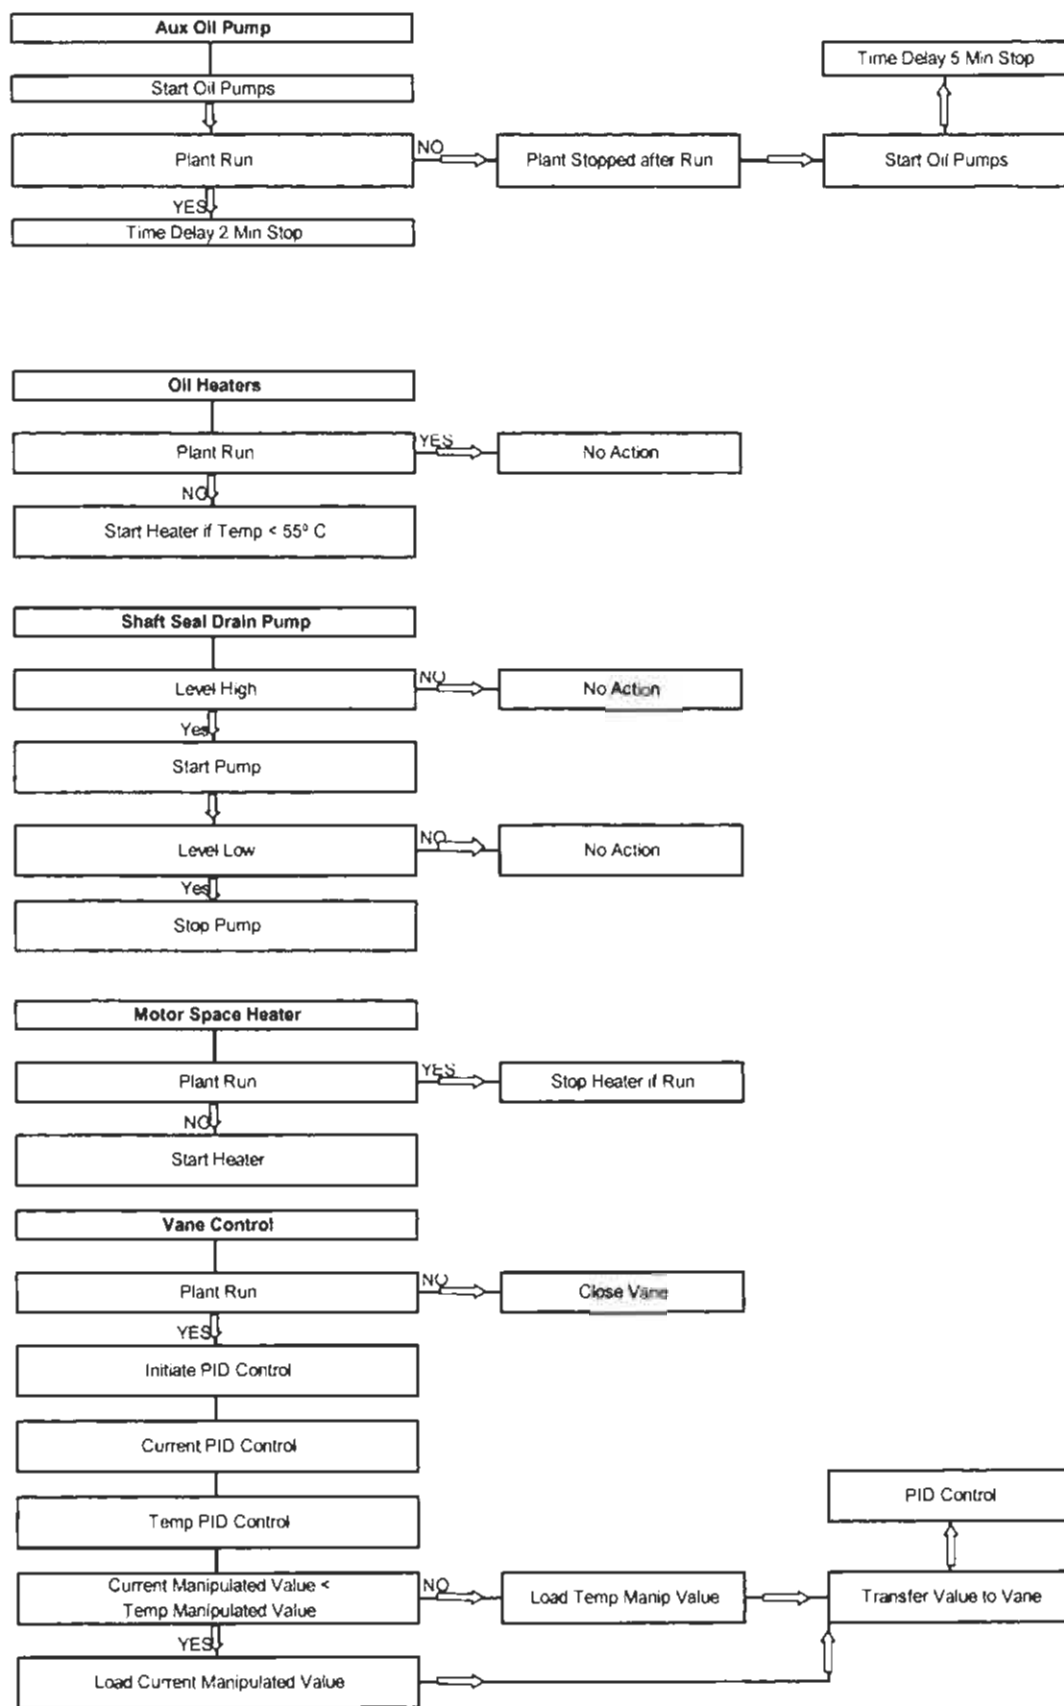 Aux Oil Pump
Time Delay 5 Min Stop
Start Oil Pumps
Plant Run
NO
Plant Stopped after Run
Start Oil Pumps
YES
Time Delay 2 Min Stop
Oil Heaters
Plant Run
YES
No Action
NO
Start Heater if Temp < 55º C
Shaft Seal Drain Pump
Level High
NO
No Action
Yes
Start Pump
Level Low
NO
No Action
Yes
Stop Pump
Motor Space Heater
Plant Run
YES
Stop Heater if Run
NO
Start Heater
Vane Control
Plant Run
NO
Close Vane
YES
Initiate PID Control
Current PID Control
Temp PID Control
PID Control
Current Manipulated Value <
Temp Manipulated Value
NO
Load Temp Manip Value
Transfer Value to Vane
YES
Load Current Manipulated Value